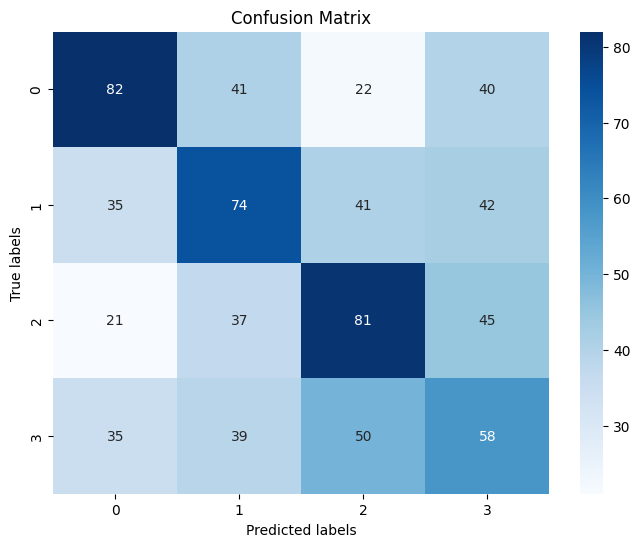 Confusion Matrix
0 82 41 22 40
1 35 74 41 42
2 21 37 81 45
3 35 39 50 58
0 1 2 3
True labels
Predicted labels
80
70
60
50
40
30